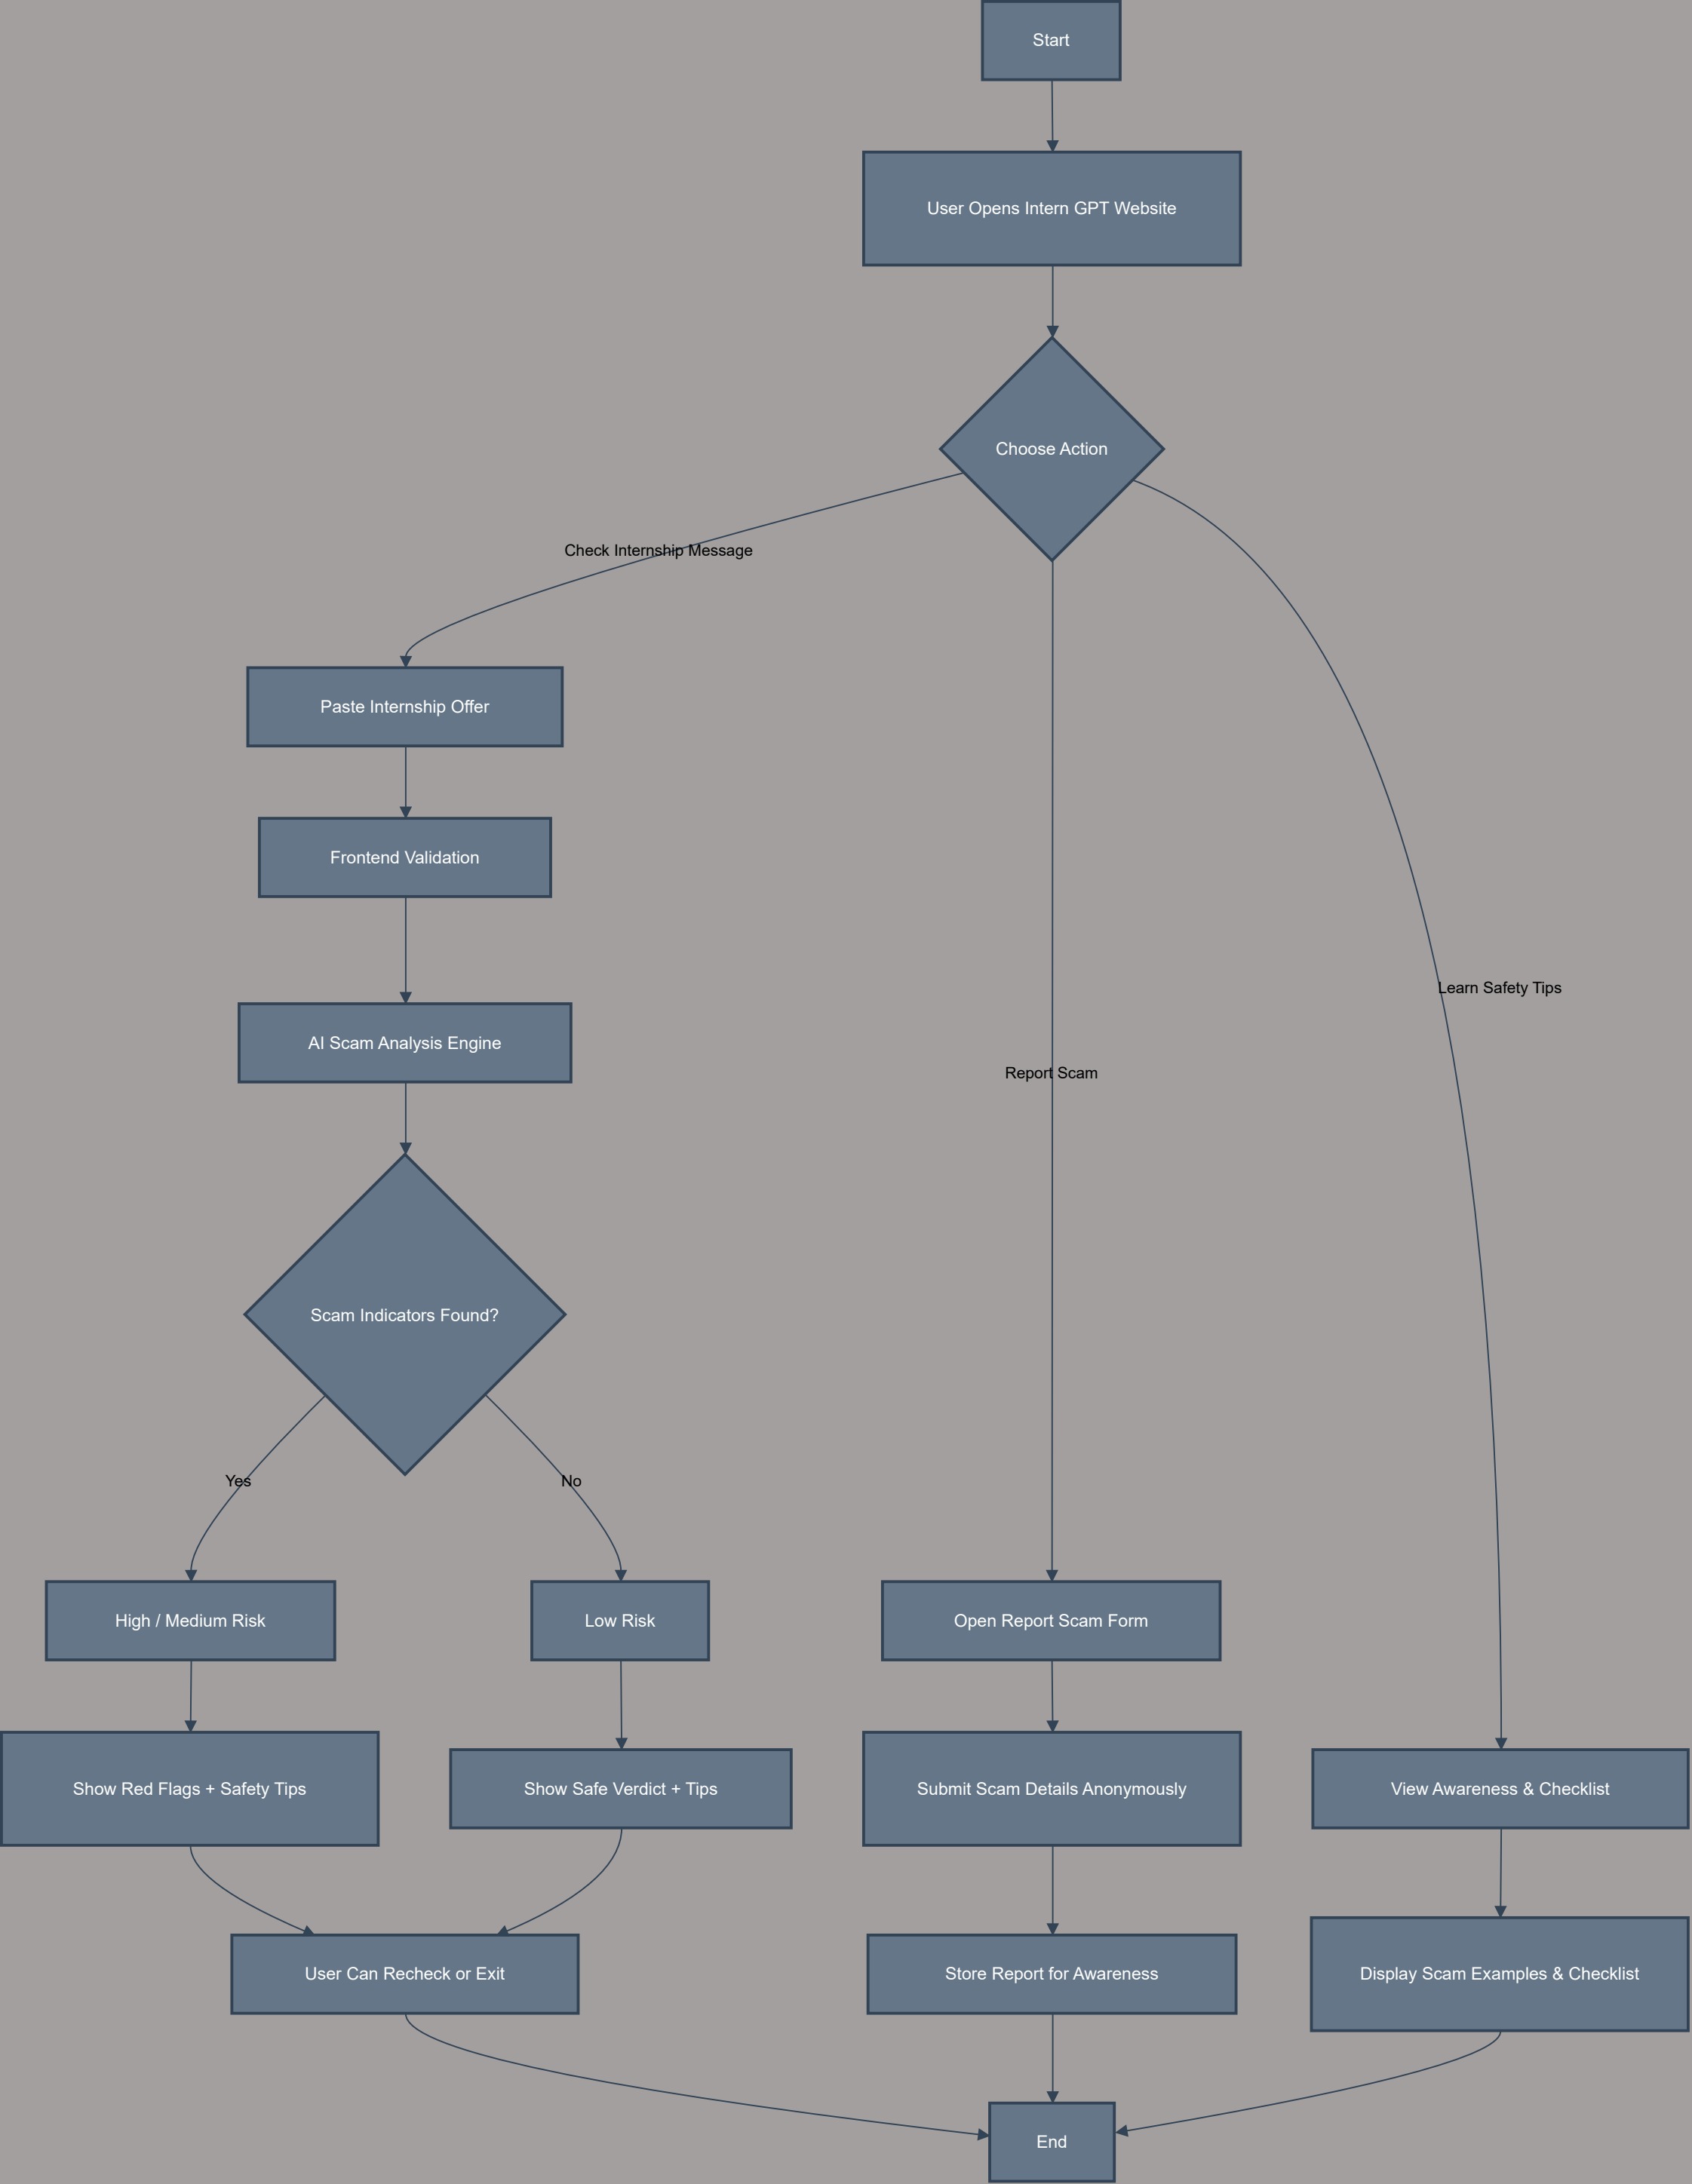 Start
User Opens Intern GPT Website
Choose Action
Check Internship Message
Paste Internship Offer
Frontend Validation
Learn Safety Tips
AI Scam Analysis Engine
Report Scam
Scam Indicators Found?
Yes
No
High / Medium Risk
Low Risk
Open Report Scam Form
Show Red Flags + Safety Tips
Show Safe Verdict + Tips
Submit Scam Details Anonymously
View Awareness & Checklist
User Can Recheck or Exit
Store Report for Awareness
Display Scam Examples & Checklist
End